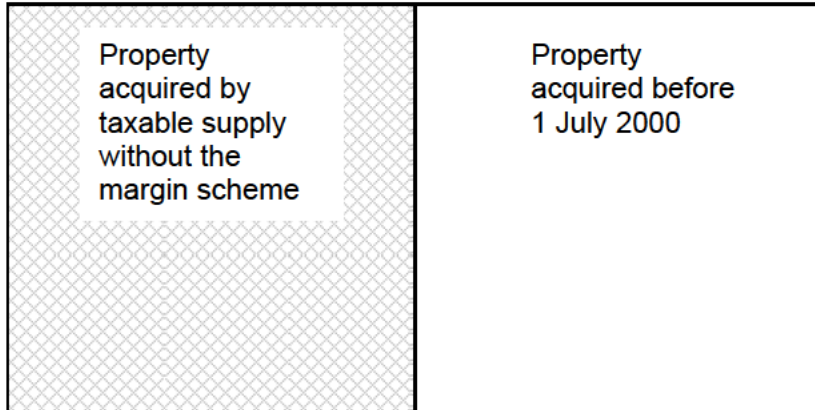 Property
acquired by
taxable supply
without the
margin scheme
Property
acquired before
1 July 2000